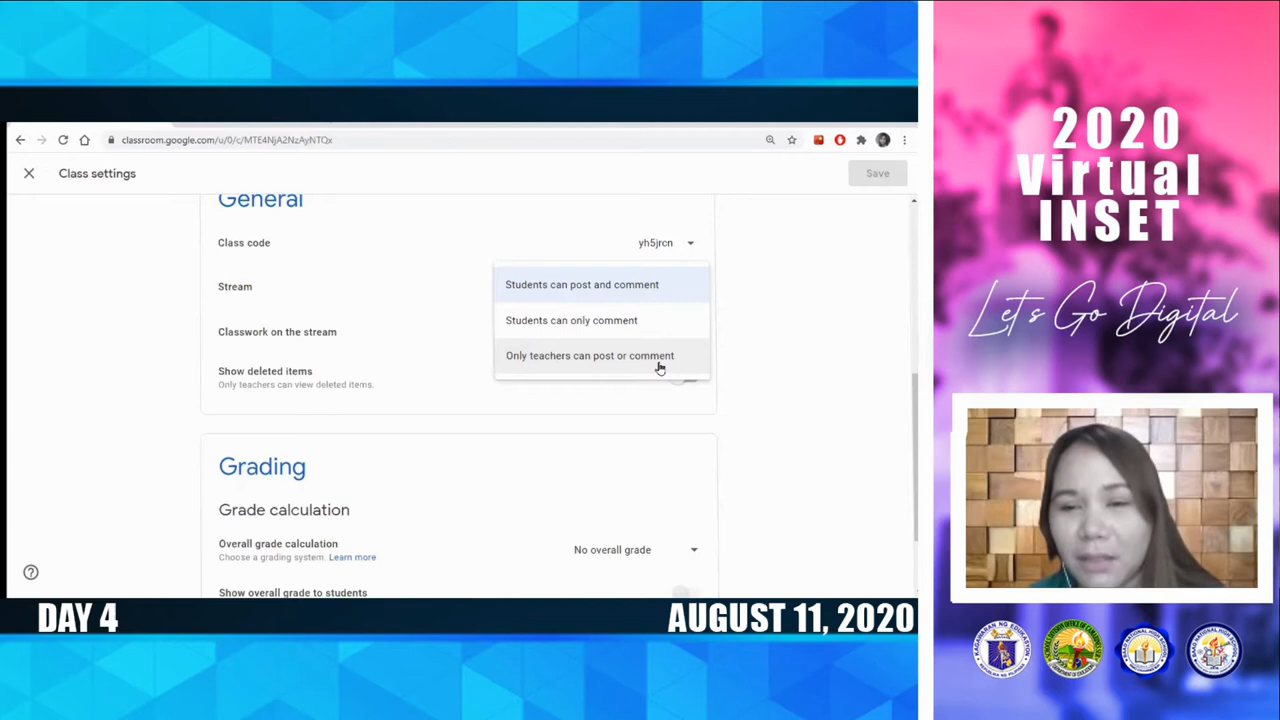 classroom.google.com/u/0/c/MTE4NjA2NzAyNTQx
Class settings
Save
General
Class code
yh5jrcn
Stream
Students can post and comment
Students can only comment
Only teachers can post or comment
Classwork on the stream
Show deleted items
Only teachers can view deleted items.
Grading
Grade calculation
Overall grade calculation
Choose a grading system. Learn more
No overall grade
Show overall grade to students
DAY 4
AUGUST 11, 2020
2020
Virtual
INSET
Let's Go Digital